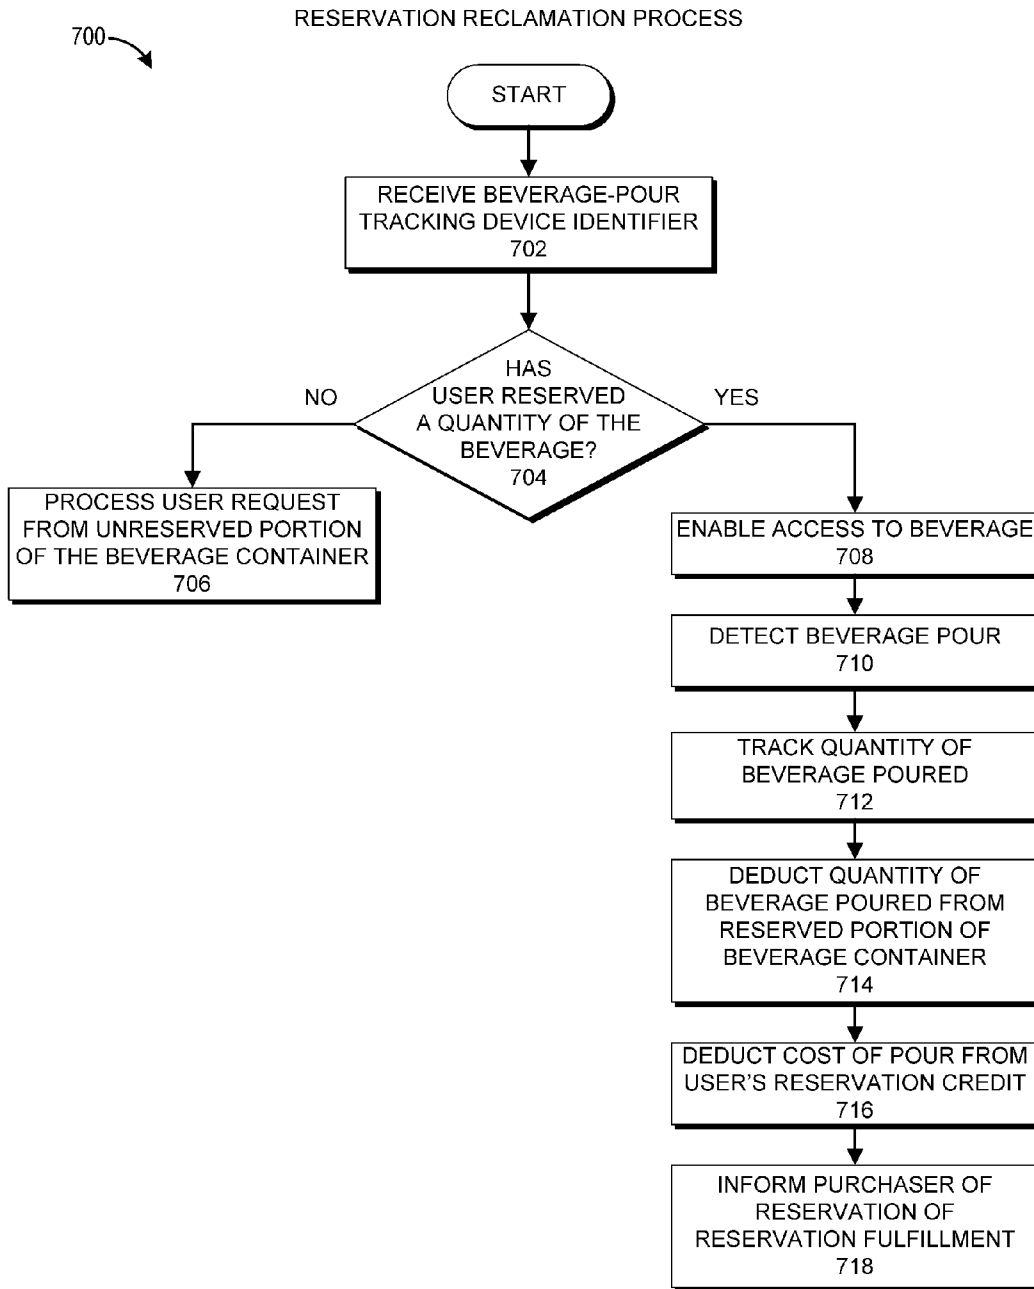 RESERVATION RECLAMATION PROCESS
700
START
RECEIVE BEVERAGE-POUR
TRACKING DEVICE IDENTIFIER
702
HAS
USER RESERVED
A QUANTITY OF THE
BEVERAGE?
704
NO
YES
PROCESS USER REQUEST
FROM UNRESERVED PORTION
OF THE BEVERAGE CONTAINER
706
ENABLE ACCESS TO BEVERAGE
708
DETECT BEVERAGE POUR
710
TRACK QUANTITY OF
BEVERAGE POURED
712
DEDUCT QUANTITY OF
BEVERAGE POURED FROM
RESERVED PORTION OF
BEVERAGE CONTAINER
714
DEDUCT COST OF POUR FROM
USER'S RESERVATION CREDIT
716
INFORM PURCHASER OF
RESERVATION OF
RESERVATION FULFILLMENT
718